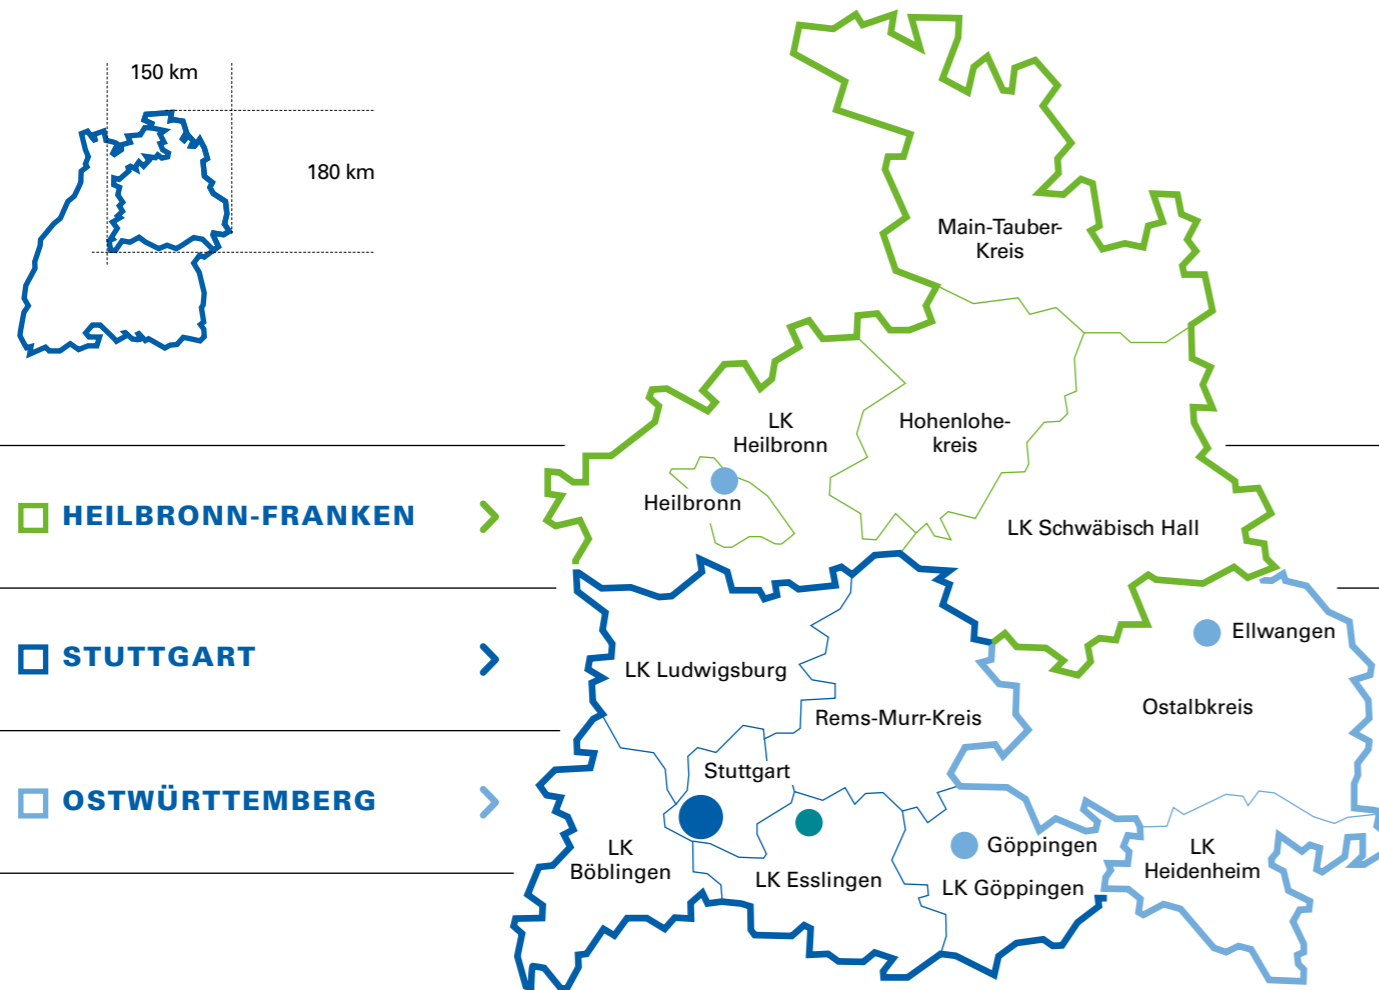 150 km
180 km
Main-Tauber-
Kreis
LK
Heilbronn
Hohenlohe-
kreis
Heilbronn
LK Schwäbisch Hall
HEILBRONN-FRANKEN
STUTTGART
OSTWÜRTTEMBERG
Ellwangen
LK Ludwigsburg
Ostalbkreis
Rems-Murr-Kreis
Stuttgart
LK
Böblingen
LK Esslingen
Göppingen
LK Göppingen
LK
Heidenheim